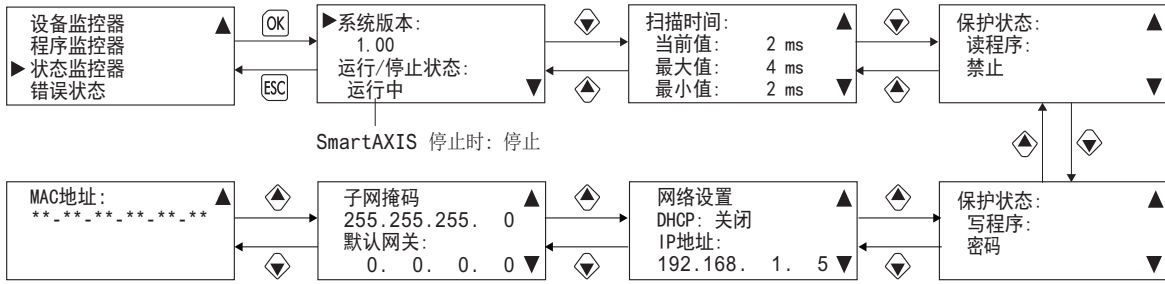 设备监控器
程序监控器
状态监控器
错误状态
OK
ESC
系统版本:
1.00
运行/停止状态:
运行中
SmartAXIS 停止时: 停止
扫描时间:
当前值: 2 ms
最大值: 4 ms
最小值: 2 ms
保护状态:
读程序:
禁止
MAC地址:
**-**-**-**-**-**
子网掩码
255.255.255. 0
默认网关:
0. 0. 0. 0
网络设置
DHCP: 关闭
IP地址:
192.168. 1. 5
保护状态:
写程序:
密码